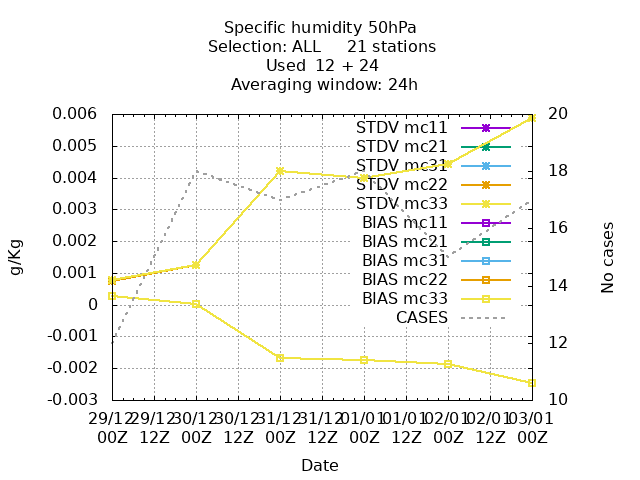 Specific humidity 50hPa
Selection: ALL     21 stations
Used  12 + 24
Averaging window: 24h
0.006
0.005
0.004
0.003
0.002
0.001
0
-0.001
-0.002
-0.003
g/Kg
STDV mc11
STDV mc21
STDV mc31
STDV mc22
STDV mc33
BIAS mc11
BIAS mc21
BIAS mc31
BIAS mc22
BIAS mc33
CASES
20
18
16
14
12
10
No cases
29/12 29/12 30/12 30/12 31/12 31/12 01/01 01/01 02/01 02/01 03/01
00Z 12Z 00Z 12Z 00Z 12Z 00Z 12Z 00Z 12Z 00Z
Date